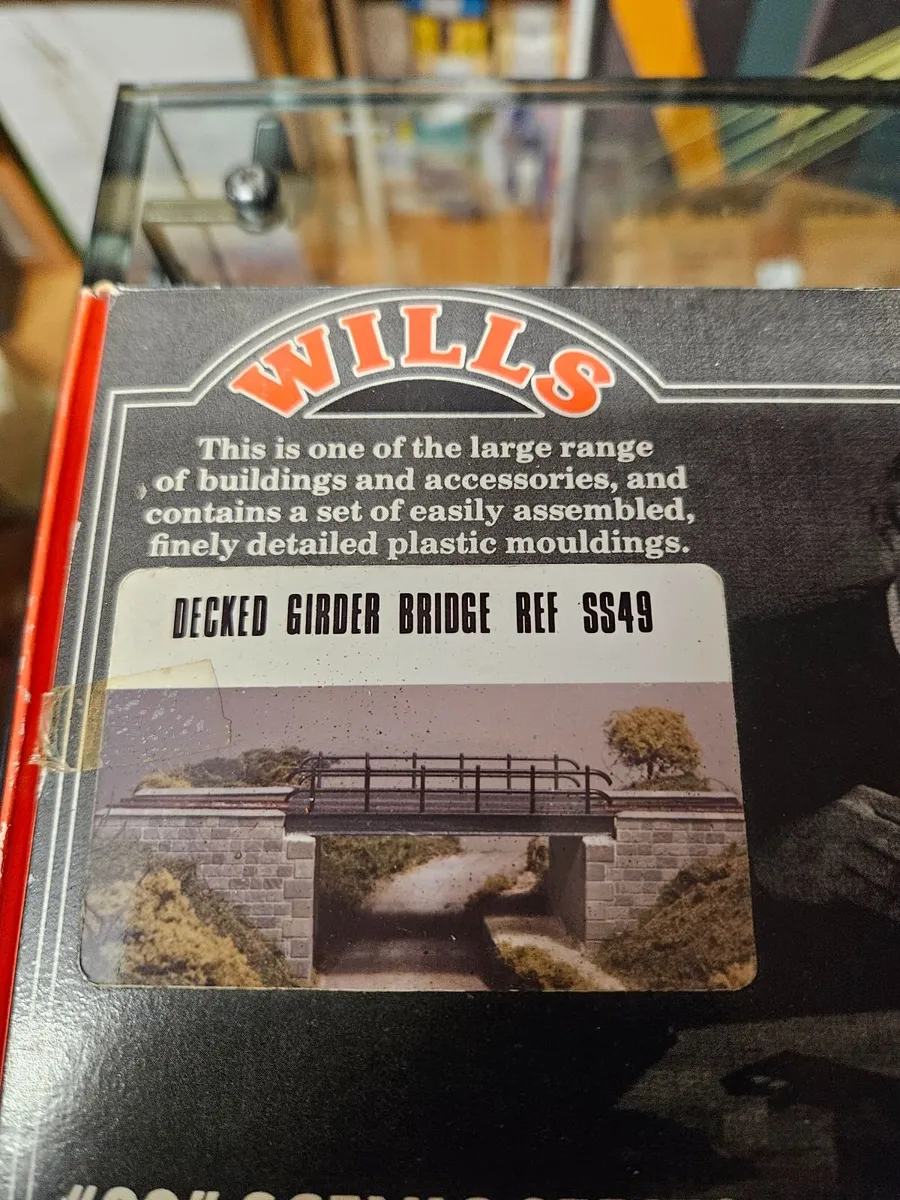 WILLS
This is one of the large range
of buildings and accessories, and
contains a set of easily assembled,
finely detailed plastic mouldings.
DECKED GIRDER BRIDGE REF SS49